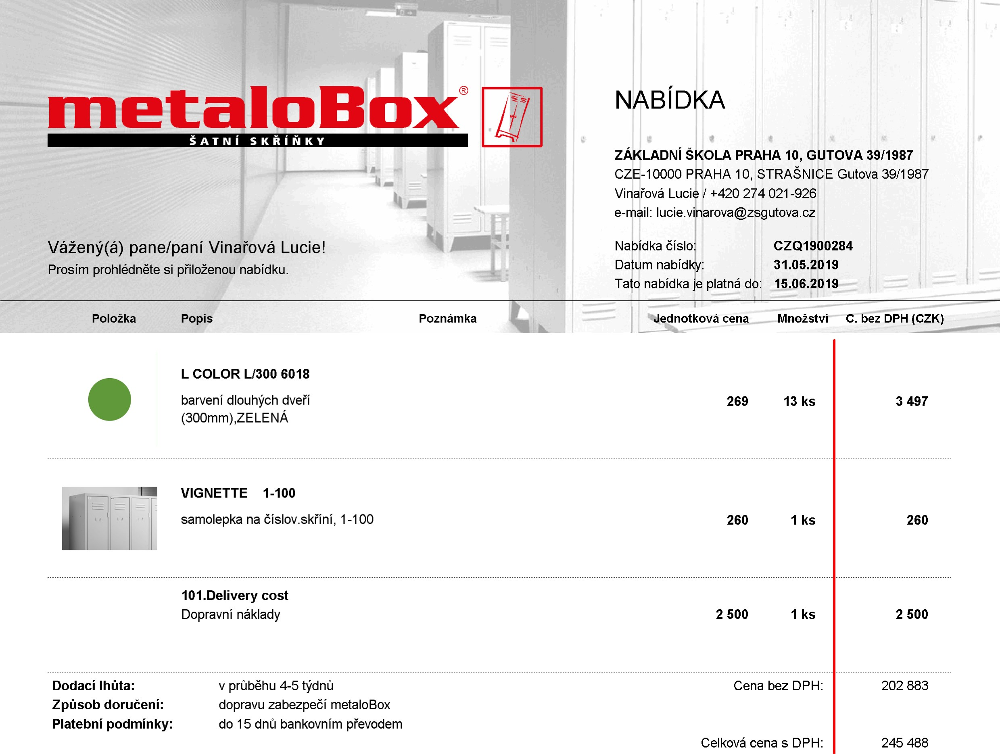 metaloBox®
ŠATNÍ SKŘÍŇKY
NABÍDKA
ZÁKLADNÍ ŠKOLA PRAHA 10, GUTOVA 39/1987
CZE-10000 PRAHA 10, STRAŠNICE Gutova 39/1987
Vinařová Lucie / +420 274 021-926
e-mail: lucie.vinarova@zsgutova.cz
Vážený(á) pane/paní Vinařová Lucie!
Prosím prohlédněte si přiloženou nabídku.
Nabídka číslo: CZQ1900284
Datum nabídky: 31.05.2019
Tato nabídka je platná do: 15.06.2019
Položka Popis Poznámka Jednotková cena Množství C. bez DPH (CZK)
L COLOR L/300 6018
barvení dlouhých dveří 269 13 ks 3 497
(300mm),ZELENÁ
VIGNETTE 1-100
samolepka na číslov.skříní, 1-100 260 1 ks 260
101.Delivery cost
Dopravní náklady 2 500 1 ks 2 500
Dodací lhůta: v průběhu 4-5 týdnů Cena bez DPH: 202 883
Způsob doručení: dopravu zabezpečí metaloBox
Platební podmínky: do 15 dnů bankovním převodem
Celková cena s DPH: 245 488